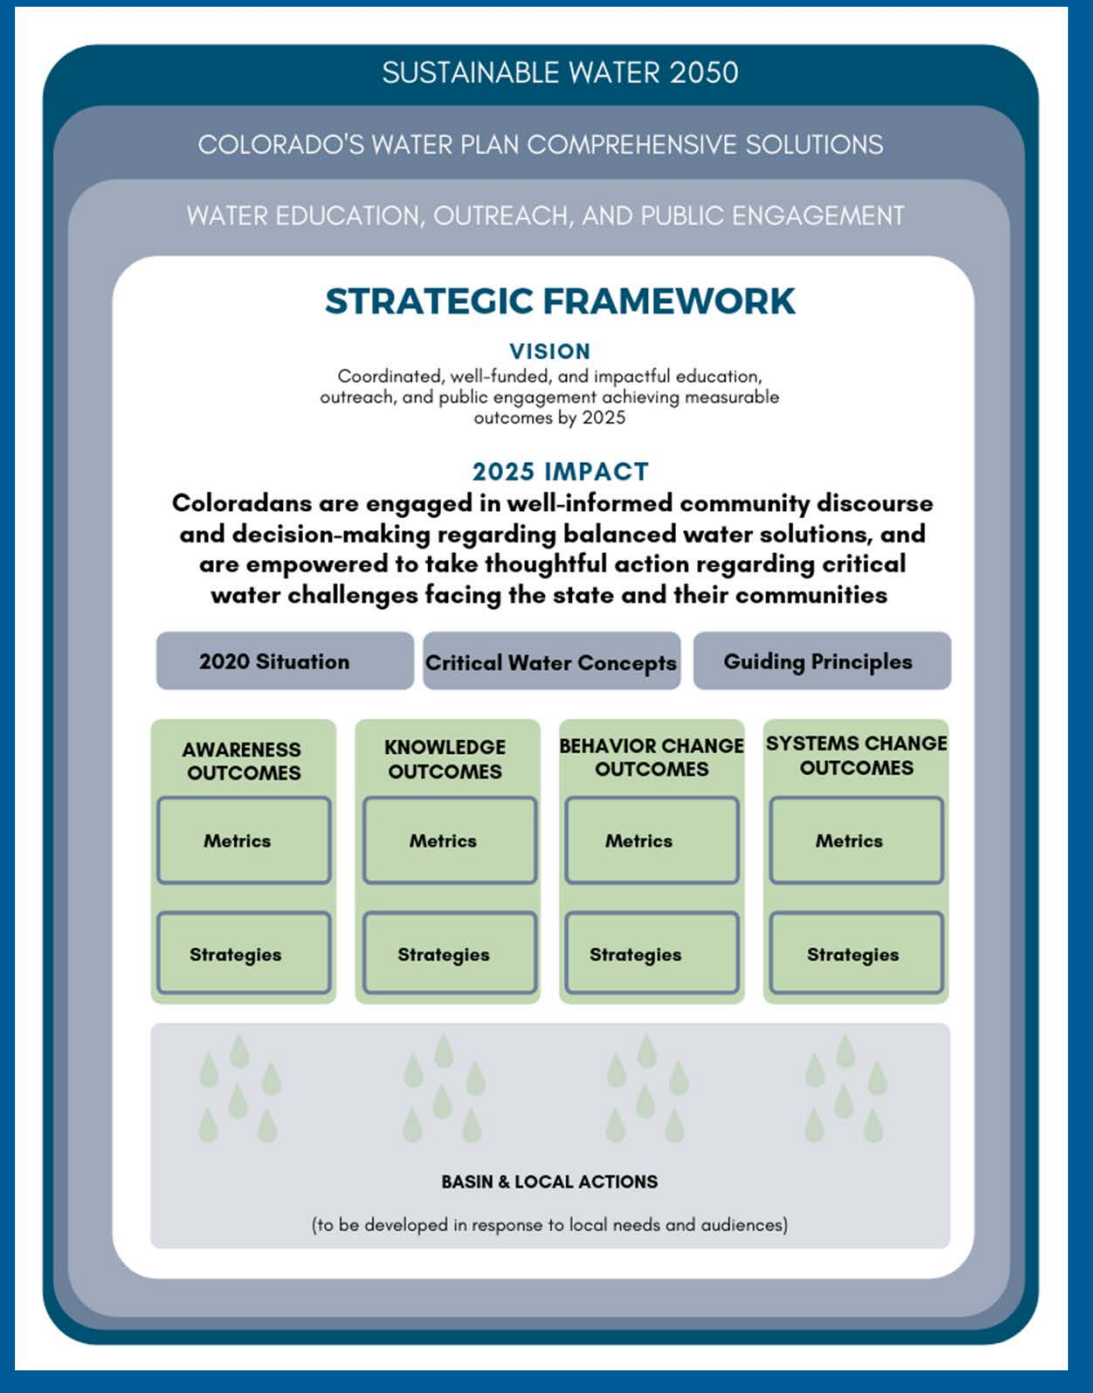 SUSTAINABLE WATER 2050
COLORADO'S WATER PLAN COMPREHENSIVE SOLUTIONS
WATER EDUCATION, OUTREACH, AND PUBLIC ENGAGEMENT
STRATEGIC FRAMEWORK
VISION
Coordinated, well-funded, and impactful education,
outreach, and public engagement achieving measurable
outcomes by 2025
2025 IMPACT
Coloradans are engaged in well-informed community discourse
and decision-making regarding balanced water solutions, and
are empowered to take thoughtful action regarding critical
water challenges facing the state and their communities
2020 Situation
Critical Water Concepts
Guiding Principles
AWARENESS
OUTCOMES
Metrics
Strategies
KNOWLEDGE
OUTCOMES
Metrics
Strategies
BEHAVIOR CHANGE
OUTCOMES
Metrics
Strategies
SYSTEMS CHANGE
OUTCOMES
Metrics
Strategies
BASIN & LOCAL ACTIONS
(to be developed in response to local needs and audiences)